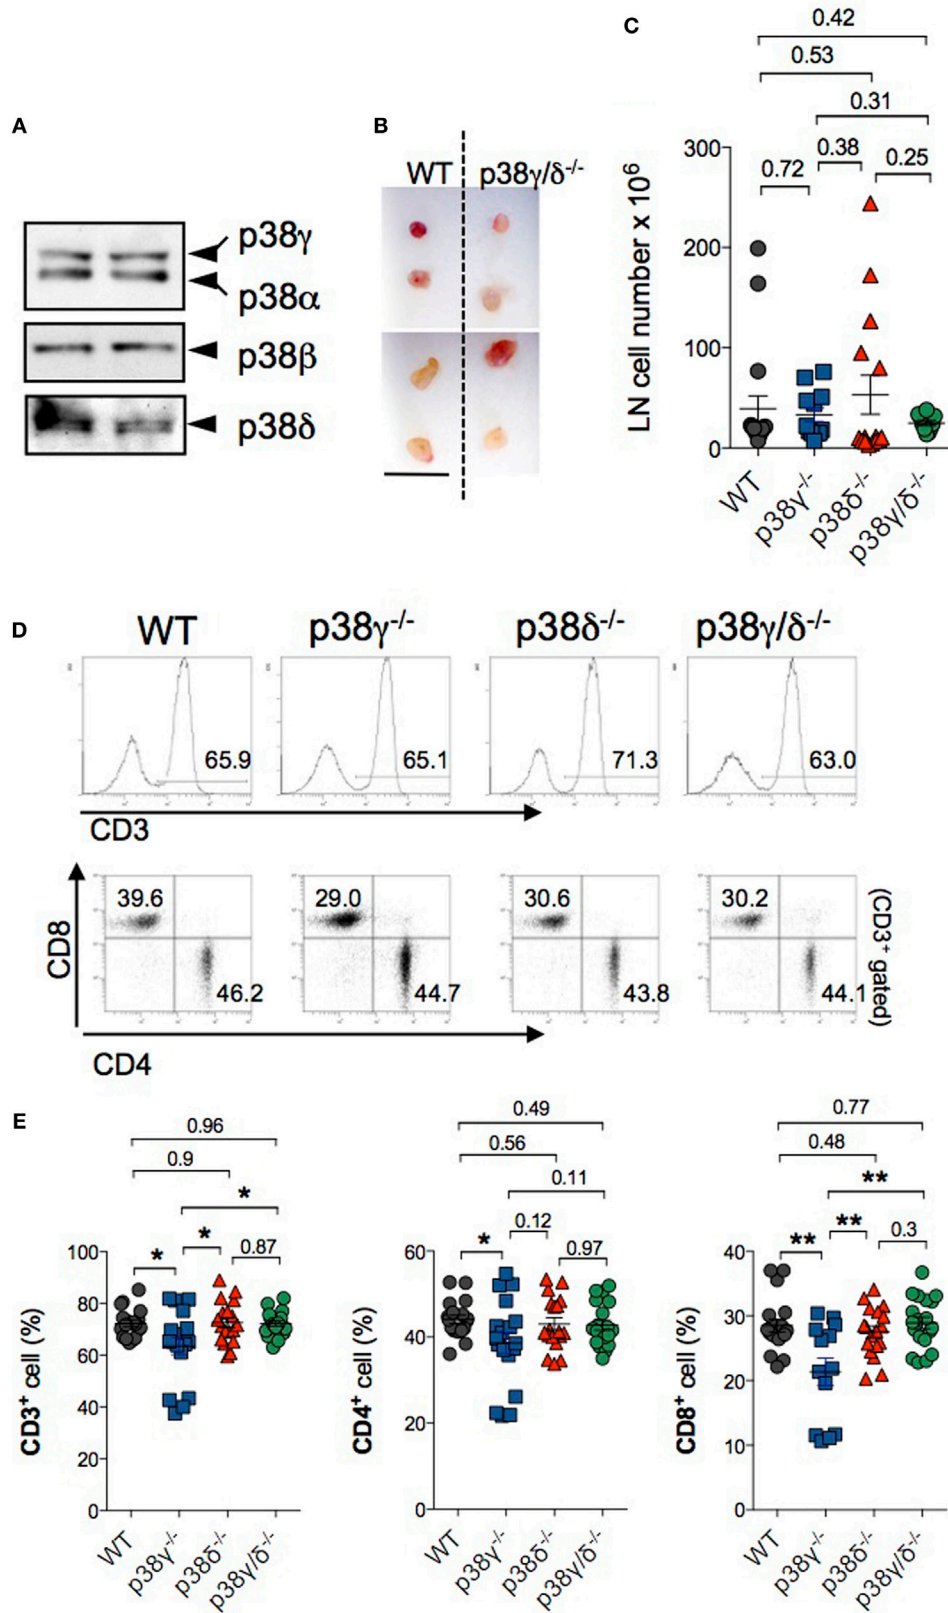 A
p38γ
p38α
p38β
p38δ
B
WT
p38γ/δ-/-
C
0.42
0.53
0.31
0.38
0.72
0.25
LN cell number x 10⁶
300
200
100
0
WT
p38γ-/-
p38δ-/-
p38γ/δ-/-
D
WT
p38γ-/-
p38δ-/-
p38γ/δ-/-
65.9
65.1
71.3
63.0
CD3
CD8
39.6
46.2
29.0
44.7
30.6
43.8
30.2
44.1
(CD3⁺ gated)
CD4
E
0.96
0.9
*
*
*
0.87
CD3⁺ cell (%)
100
80
60
40
20
0
WT
p38γ-/-
p38δ-/-
p38γ/δ-/-
0.49
0.56
0.11
0.12
*
0.97
CD4⁺ cell (%)
60
40
20
0
WT
p38γ-/-
p38δ-/-
p38γ/δ-/-
0.77
0.48
**
**
**
0.3
CD8⁺ cell (%)
40
30
20
10
0
WT
p38γ-/-
p38δ-/-
p38γ/δ-/-